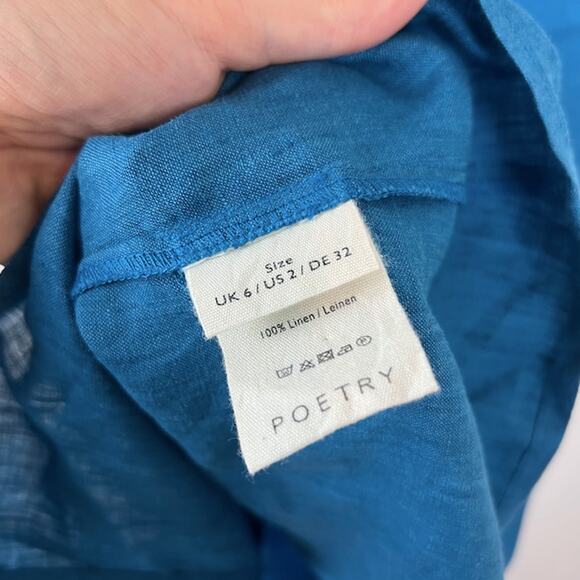 Size
UK 6 / US 2 / DE 32
100% Linen / Leinen
POETRY